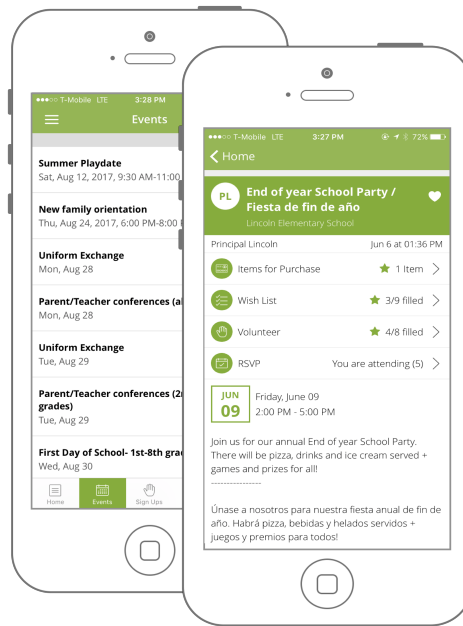 T-Mobile LTE 3:28 PM
Events
Summer Playdate
Sat, Aug 12, 2017, 9:30 AM-11:00
New family orientation
Thu, Aug 24, 2017, 6:00 PM-8:00
Uniform Exchange
Mon, Aug 28
Parent/Teacher conferences
Mon, Aug 28
Uniform Exchange
Tue, Aug 29
Parent/Teacher conferences
grades)
Tue, Aug 29
First Day of School- 1st-8th
Wed, Aug 30
Home Events Sign Ups
T-Mobile LTE 3:27 PM 72%
Home
PL
End of year School Party /
Fiesta de fin de año
Lincoln Elementary School
Principal Lincoln Jun 6 at 01:36 PM
Items for Purchase 1 Item
Wish List 3/9 filled
Volunteer 4/8 filled
RSVP You are attending (5)
JUN
09
Friday, June 09
2:00 PM - 5:00 PM
Join us for our annual End of year School Party.
There will be pizza, drinks and ice cream served +
games and prizes for all!
----------------
Únase a nosotros para nuestra fiesta anual de fin de
año. Habrá pizza, bebidas y helados servidos +
juegos y premios para todos!